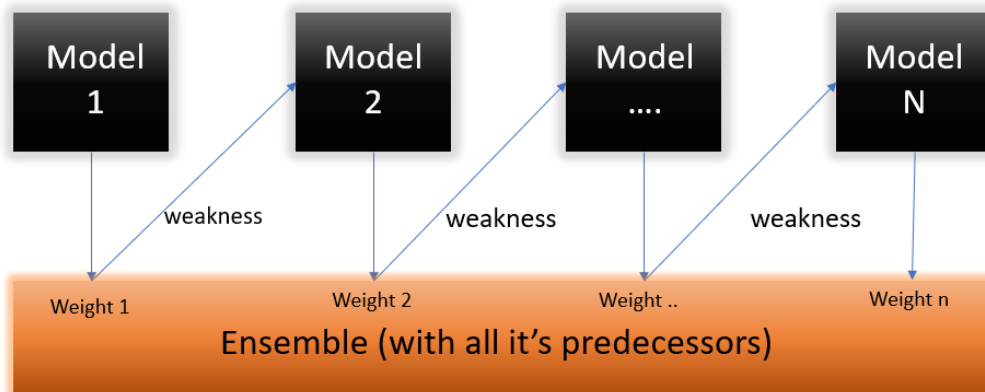 Model
1
Model
2
Model
....
Model
N
weakness
weakness
weakness
Weight 1
Weight 2
Weight ..
Weight n
Ensemble (with all it's predecessors)